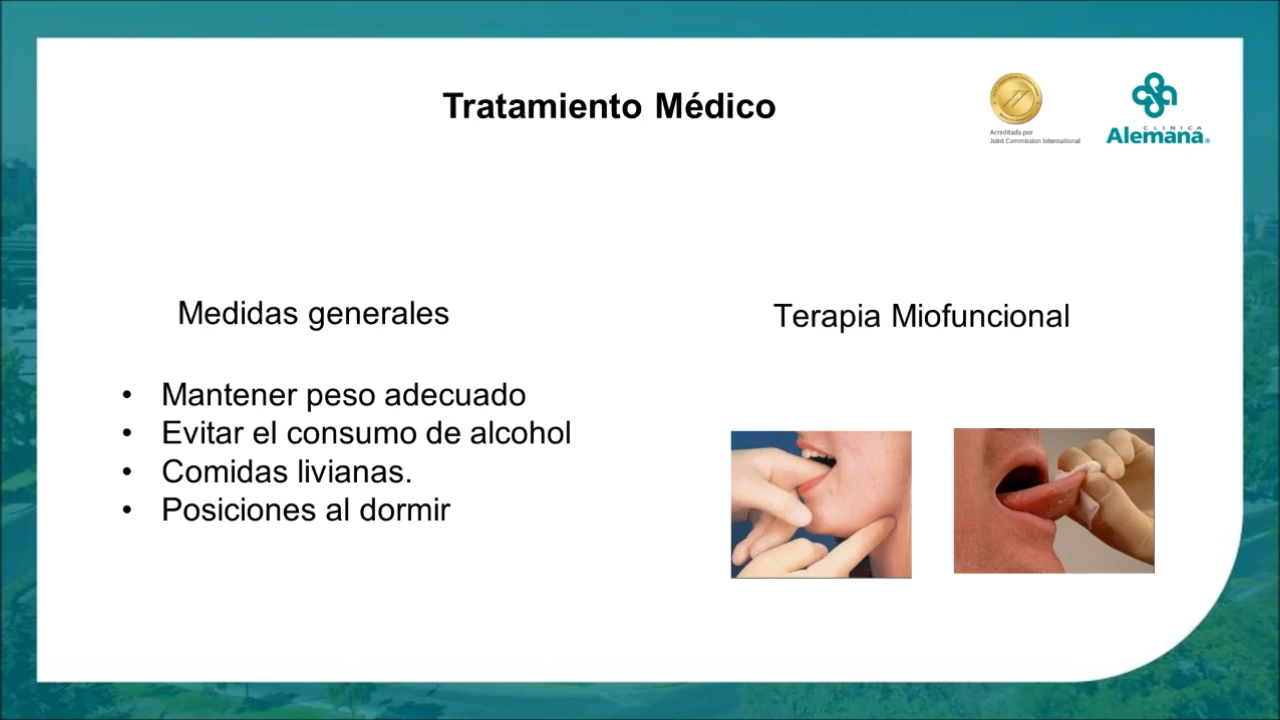 Tratamiento Médico
Acreditada por
Joint Commission International
CLINICA
Alemana®
Medidas generales
• Mantener peso adecuado
• Evitar el consumo de alcohol
• Comidas livianas.
• Posiciones al dormir
Terapia Miofuncional